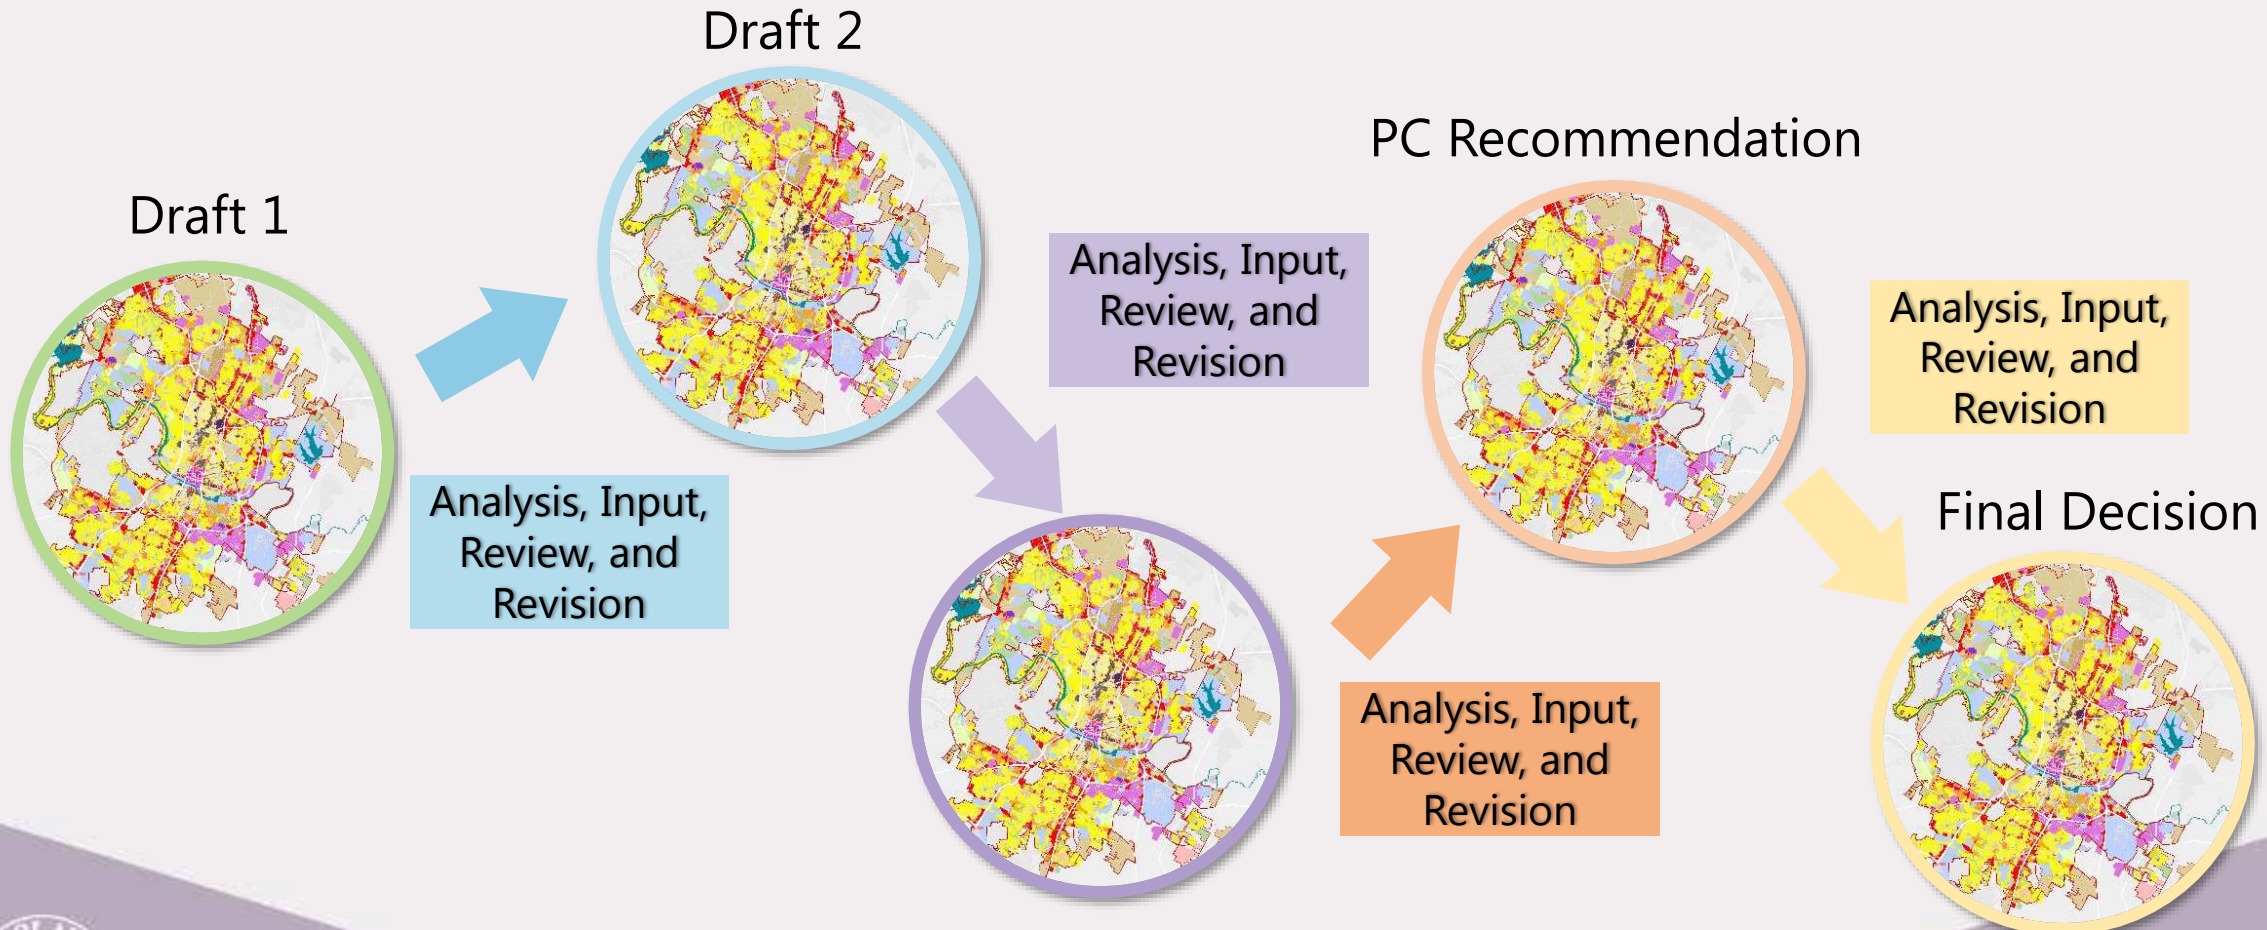 Draft 1
Analysis, Input,
Review, and
Revision
Draft 2
Analysis, Input,
Review, and
Revision
Analysis, Input,
Review, and
Revision
PC Recommendation
Analysis, Input,
Review, and
Revision
Final Decision